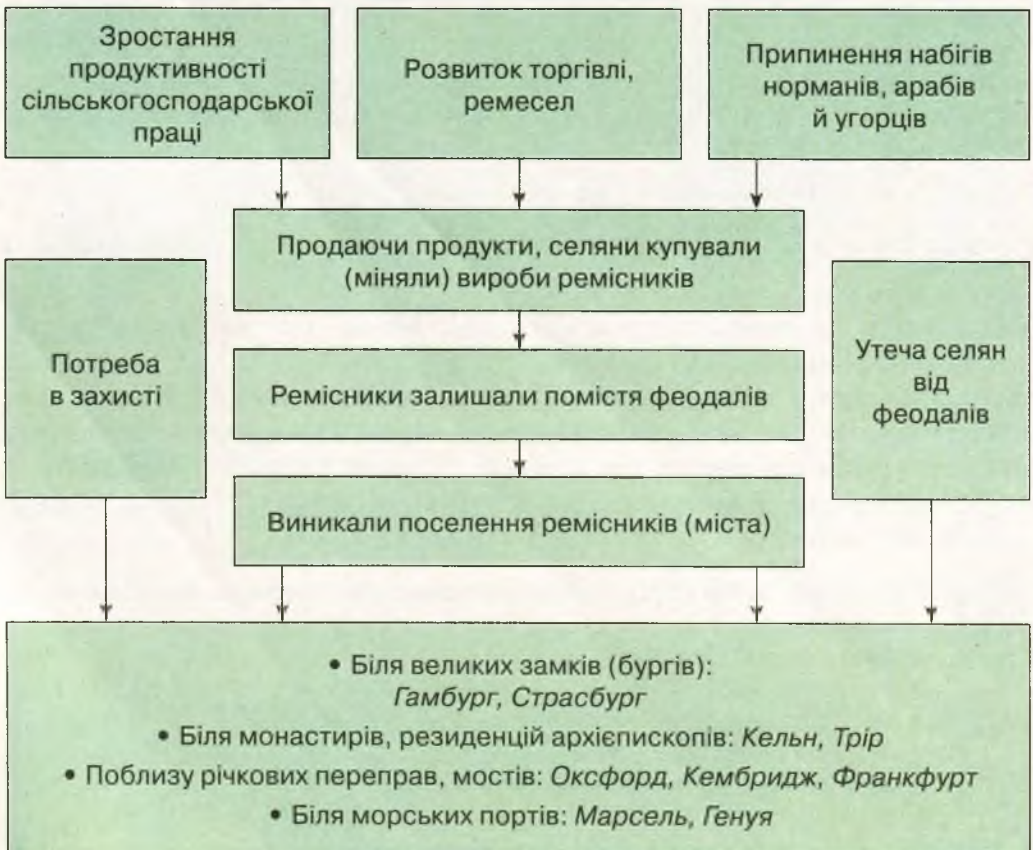 Зростання
продуктивності
сільськогосподарської
праці
Розвиток торгівлі,
ремесел
Припинення набігів
норманів, арабів
й угорців
Продаючи продукти, селяни купували
(міняли) вироби ремісників
Потреба
в захисті
Ремісники залишали помістя феодалів
Утеча селян
від
феодалів
Виникали поселення ремісників (міста)
• Біля великих замків (бургів):
Гамбург, Страсбург
• Біля монастирів, резиденцій архієпископів: Кельн, Трір
• Поблизу річкових переправ, мостів: Оксфорд, Кембридж, Франкфурт
• Біля морських портів: Марсель, Генуя